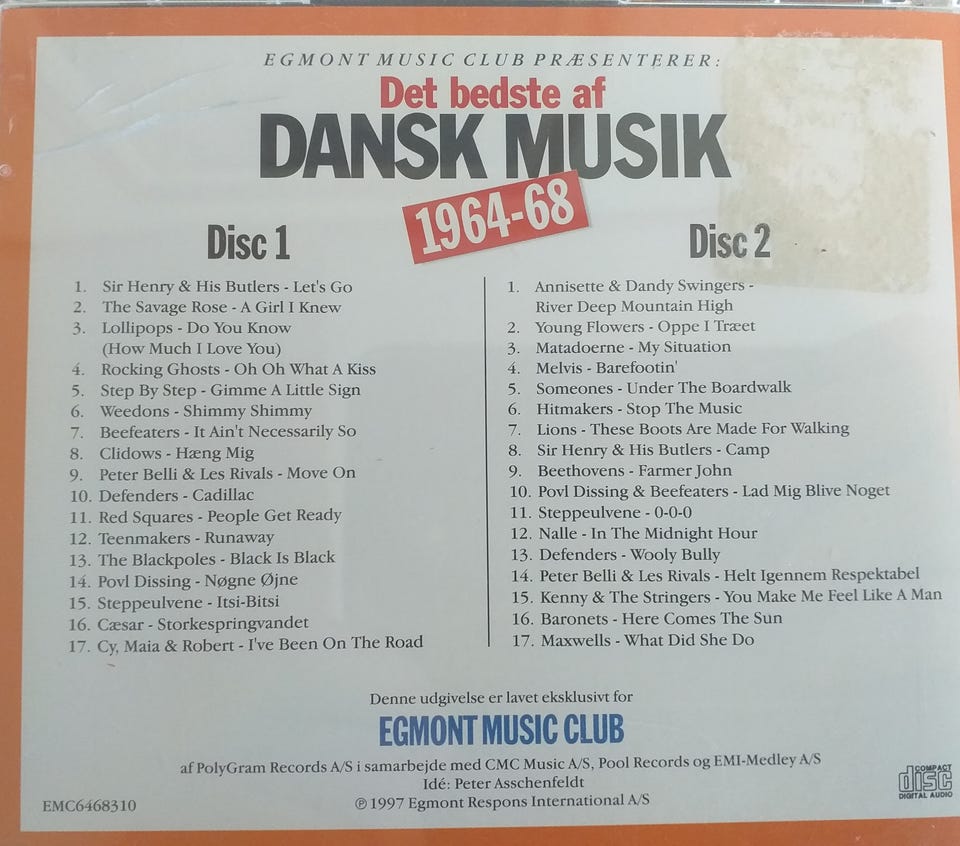 EGMONT MUSIC CLUB PRÆSENTERER:
Det bedste af
DANSK MUSIK
1964-68
Disc 1
1. Sir Henry & His Butlers - Let's Go
2. The Savage Rose - A Girl I Knew
3. Lollipops - Do You Know
(How Much I Love You)
4. Rocking Ghosts - Oh Oh What A Kiss
5. Step By Step - Gimme A Little Sign
6. Weedons - Shimmy Shimmy
7. Beefeaters - It Ain't Necessarily So
8. Clidows - Hæng Mig
9. Peter Belli & Les Rivals - Move On
10. Defenders - Cadillac
11. Red Squares - People Get Ready
12. Teenmakers - Runaway
13. The Blackpoles - Black Is Black
14. Povl Dissing - Nøgne Øjne
15. Steppeulvene - Itsi-Bitsi
16. Cæsar - Storkespringvandet
17. Cy, Maia & Robert - I've Been On The Road
Disc 2
1. Annisette & Dandy Swingers -
River Deep Mountain High
2. Young Flowers - Oppe I Træet
3. Matadoerne - My Situation
4. Melvis - Barefootin'
5. Someones - Under The Boardwalk
6. Hitmakers - Stop The Music
7. Lions - These Boots Are Made For Walking
8. Sir Henry & His Butlers - Camp
9. Beethovens - Farmer John
10. Povl Dissing & Beefeaters - Lad Mig Blive Noget
11. Steppeulvene - 0-0-0
12. Nalle - In The Midnight Hour
13. Defenders - Wooly Bully
14. Peter Belli & Les Rivals - Helt Igennem Respektabel
15. Kenny & The Stringers - You Make Me Feel Like A Man
16. Baronets - Here Comes The Sun
17. Maxwells - What Did She Do
Denne udgivelse er lavet eksklusivt for
EGMONT MUSIC CLUB
af PolyGram Records A/S i samarbejde med CMC Music A/S, Pool Records og EMI-Medley A/S
Idé: Peter Asschenfeldt
℗ 1997 Egmont Respons International A/S
EMC6468310
COMPACT
disc
DIGITAL AUDIO